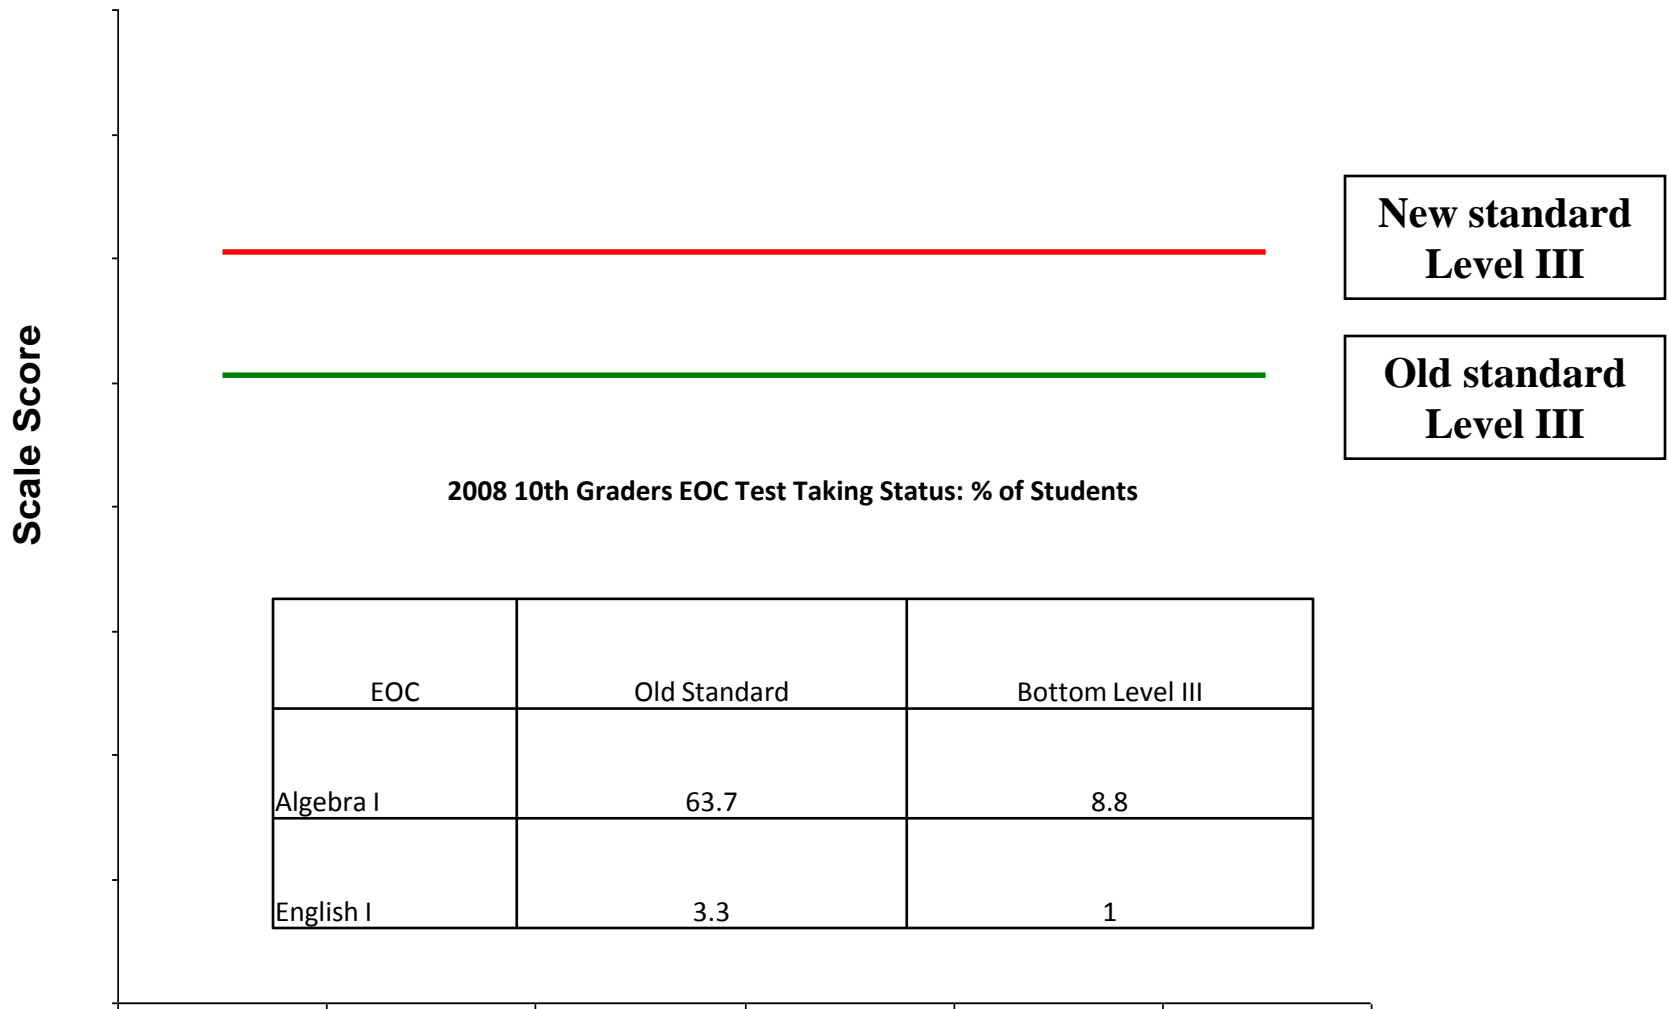 New standard
Level III
Old standard
Level III
Scale Score
2008 10th Graders EOC Test Taking Status: % of Students
EOC Old Standard Bottom Level III
Algebra I 63.7 8.8
English I 3.3 1